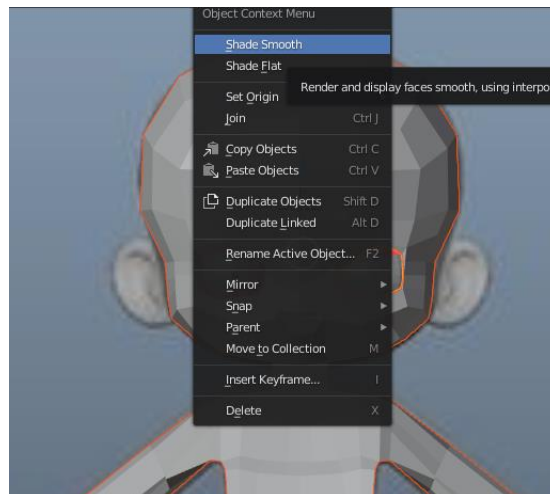 Object Context Menu
Shade Smooth
Shade Flat
Render and display faces smooth, using interpo
Set Origin
Join Ctrl J
Copy Objects Ctrl C
Paste Objects Ctrl V
Duplicate Objects Shift D
Duplicate Linked Alt D
Rename Active Object... F2
Mirror
Snap
Parent
Move to Collection M
Insert Keyframe... I
Delete X